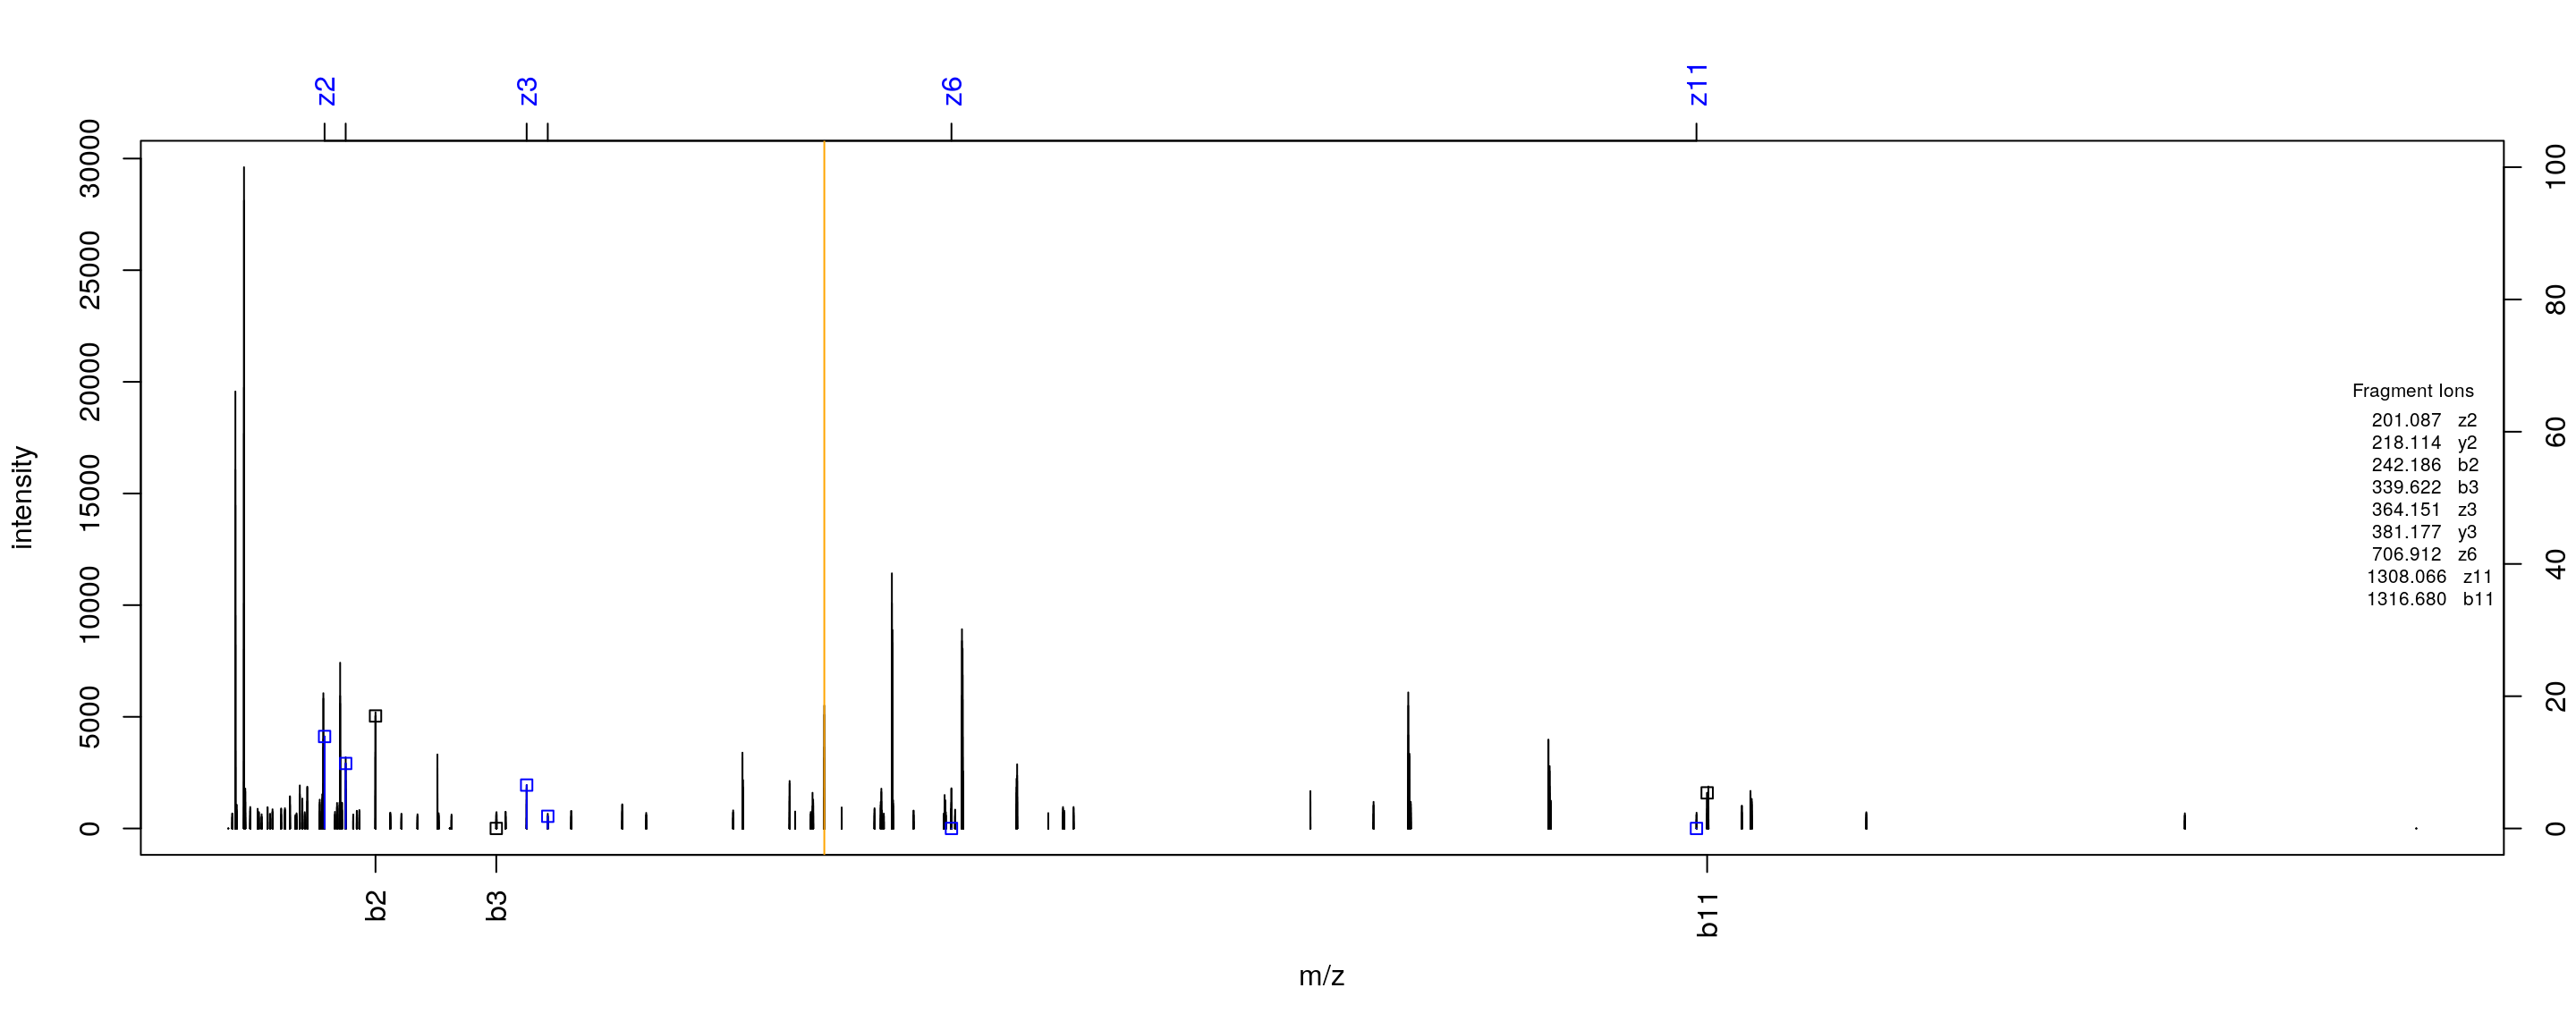 z2 z3 z6 z11
30000
25000
20000
15000
10000
5000
0
intensity
100
80
60
40
20
0
Fragment Ions
201.087 z2
218.114 y2
242.186 b2
339.622 b3
364.151 z3
381.177 y3
706.912 z6
1308.066 z11
1316.680 b11
b2 b3 b11
m/z